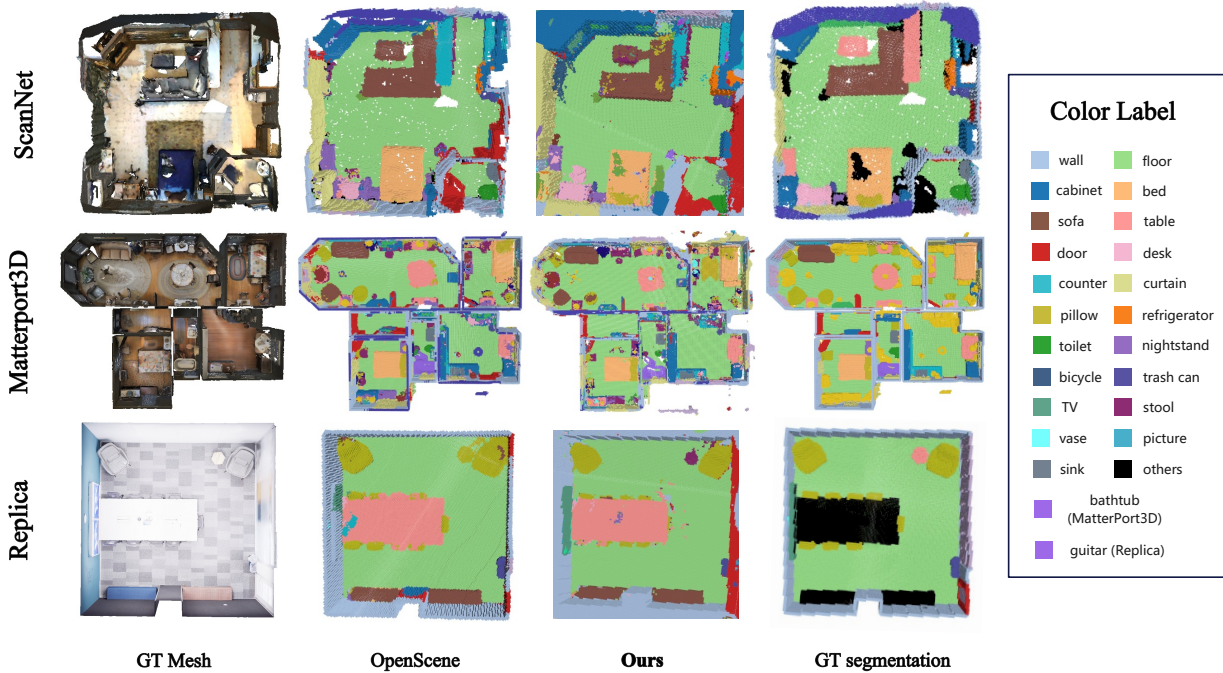 ScanNet
Matterport3D
Replica
GT Mesh
OpenScene
Ours
GT segmentation
Color Label
wall
floor
cabinet
bed
sofa
table
door
desk
counter
curtain
pillow
refrigerator
toilet
nightstand
bicycle
trash can
TV
stool
vase
picture
sink
others
bathtub
(MatterPort3D)
guitar (Replica)